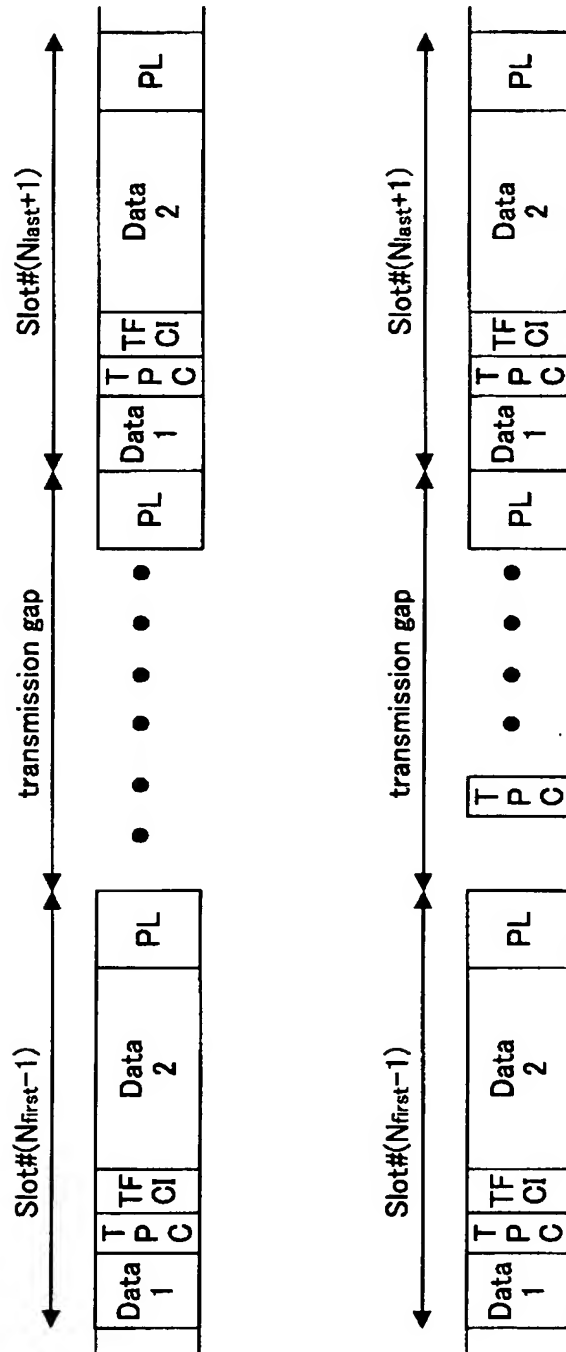 Slot#(Nfirst-1)
transmission gap
Slot#(Nlast+1)
Data
1
T
P
C
TF
CI
Data
2
PL
PL
Data
1
T
P
C
TF
CI
Data
2
PL
Slot#(Nfirst-1)
transmission gap
Slot#(Nlast+1)
Data
1
T
P
C
TF
CI
Data
2
PL
T
P
C
PL
Data
1
T
P
C
TF
CI
Data
2
PL